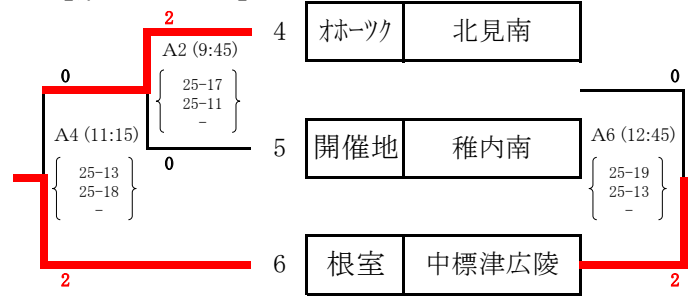 2
4 オホーツク 北見南
A2 (9:45)
0
0
25-17
25-11
-
A4 (11:15)
5 開催地 稚内南
A6 (12:45)
0
25-13
25-18
-
25-19
25-13
-
6 根室 中標津広陵
2
2